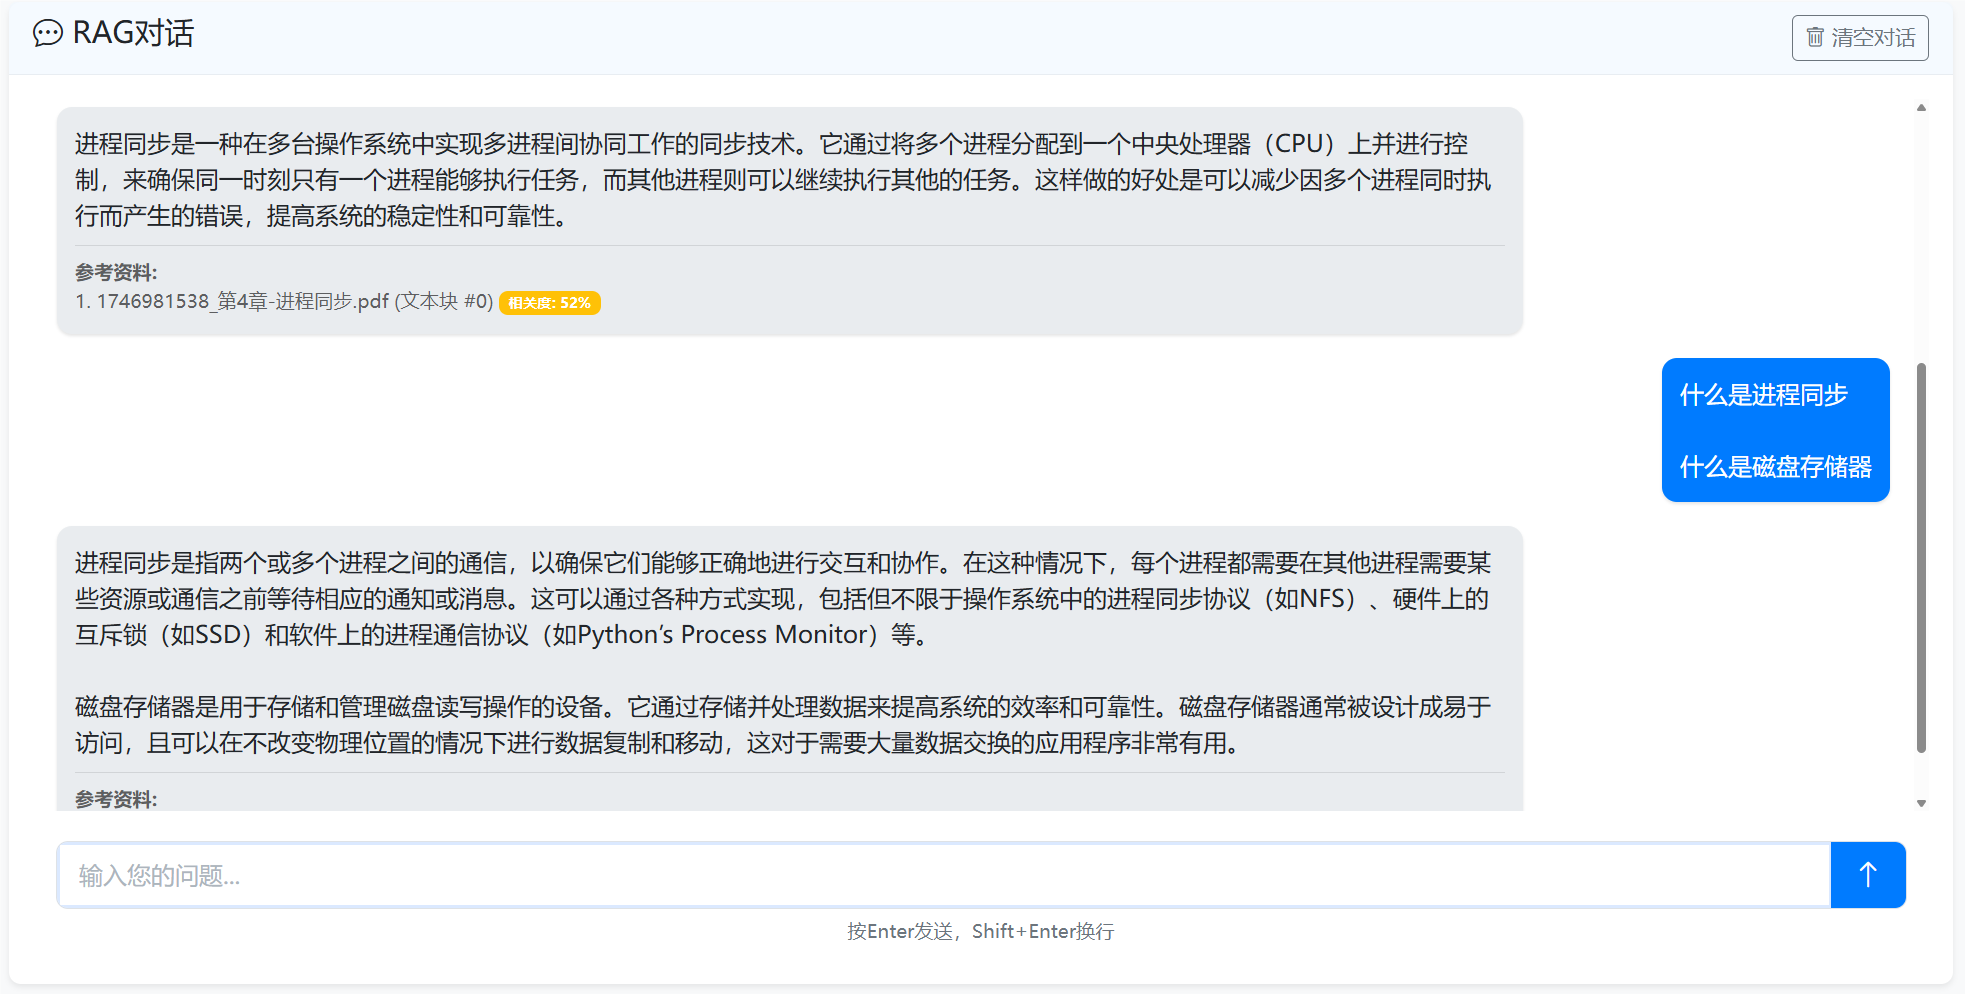 RAG对话
清空对话
进程同步是一种在多台操作系统中实现多进程间协同工作的同步技术。它通过将多个进程分配到一个中央处理器（CPU）上并进行控
制，来确保同一时刻只有一个进程能够执行任务，而其他进程则可以继续执行其他的任务。这样做的好处是可以减少因多个进程同时执
行而产生的错误，提高系统的稳定性和可靠性。
参考资料:
1. 1746981538_第4章-进程同步.pdf (文本块 #0) 相关度: 52%
什么是进程同步
什么是磁盘存储器
进程同步是指两个或多个进程之间的通信，以确保它们能够正确地进行交互和协作。在这种情况下，每个进程都需要在其他进程需要某
些资源或通信之前等待相应的通知或消息。这可以通过各种方式实现，包括但不限于操作系统中的进程同步协议（如NFS）、硬件上的
互斥锁（如SSD）和软件上的进程通信协议（如Python’s Process Monitor）等。
磁盘存储器是用于存储和管理磁盘读写操作的设备。它通过存储并处理数据来提高系统的效率和可靠性。磁盘存储器通常被设计成易于
访问，且可以在不改变物理位置的情况下进行数据复制和移动，这对于需要大量数据交换的应用程序非常有用。
参考资料:
输入您的问题...
按Enter发送，Shift+Enter换行